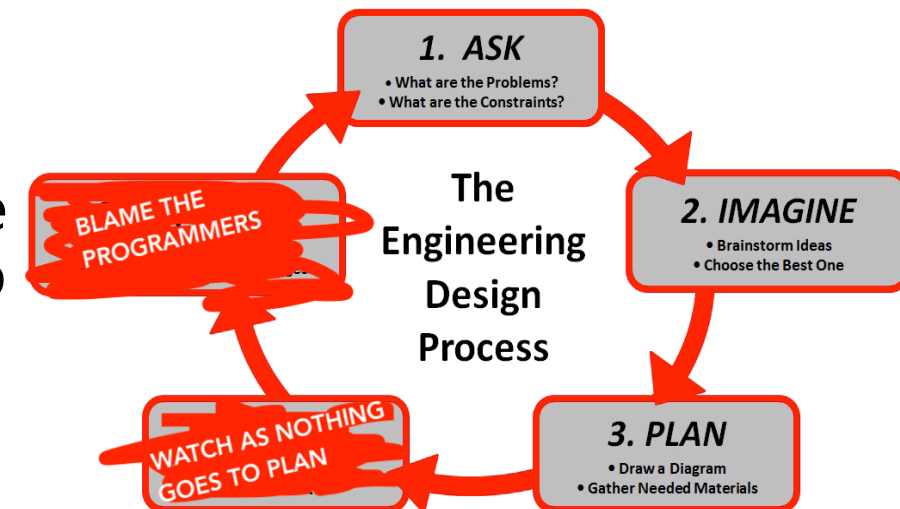 1. ASK
• What are the Problems?
• What are the Constraints?
The
Engineering
Design
Process
2. IMAGINE
• Brainstorm Ideas
• Choose the Best One
3. PLAN
• Draw a Diagram
• Gather Needed Materials
WATCH AS NOTHING
GOES TO PLAN
BLAME THE
PROGRAMMERS